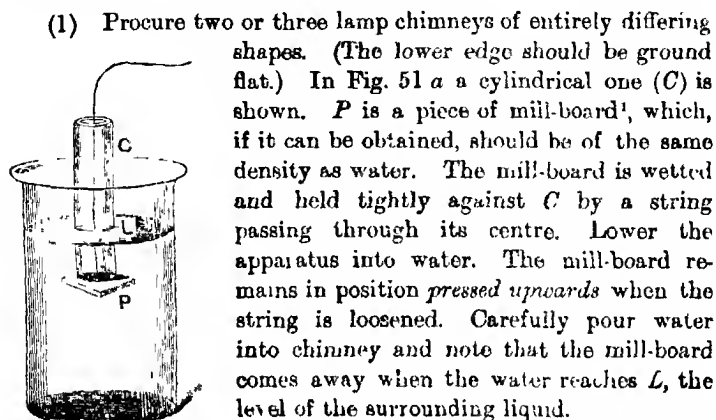 (1) Procure two or three lamp chimneys of entirely differing
shapes. (The lower edge should be ground
flat.) In Fig. 51 a a cylindrical one (C) is
shown. P is a piece of mill-board¹, which,
if it can be obtained, should be of the same
density as water. The mill-board is wetted
and held tightly against C by a string
passing through its centre. Lower the
apparatus into water. The mill-board re-
mains in position pressed upwards when the
string is loosened. Carefully pour water
into chimney and note that the mill-board
comes away when the water reaches L, the
level of the surrounding liquid.
C
L
P